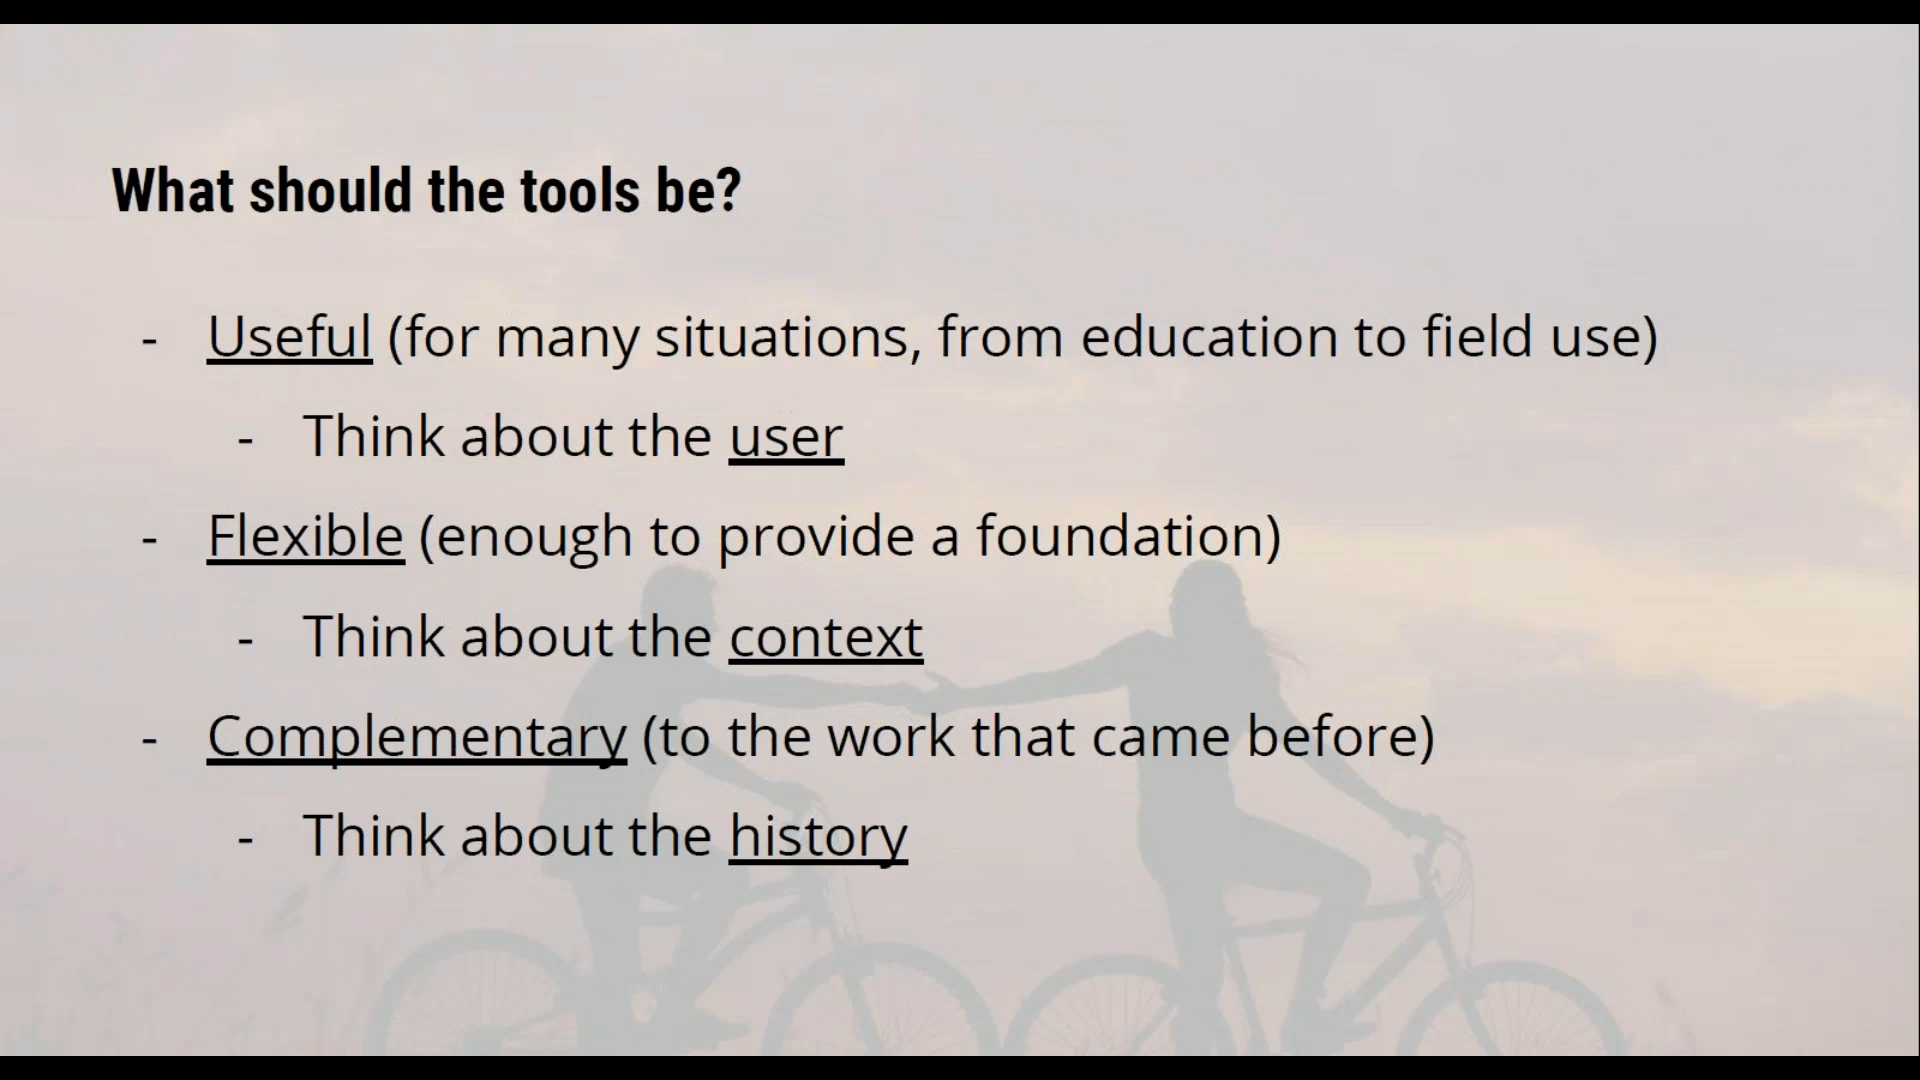 What should the tools be?
- Useful (for many situations, from education to field use)
- Think about the user
- Flexible (enough to provide a foundation)
- Think about the context
- Complementary (to the work that came before)
- Think about the history